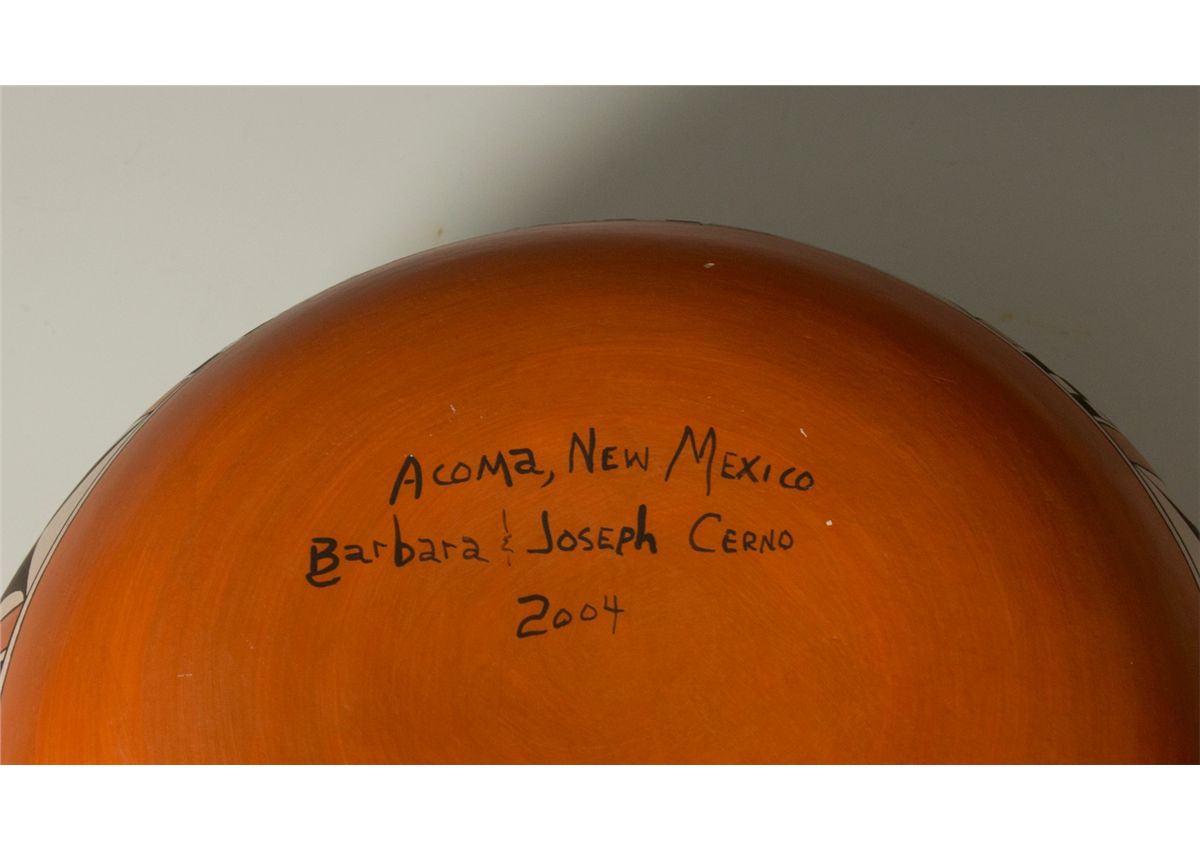 Acoma, New Mexico
Barbara & Joseph Cerno
2004